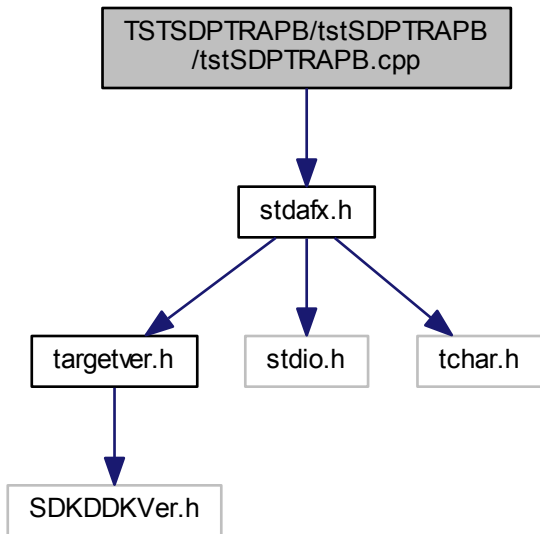 TSTSDPTRAPB/tstSDPTRAPB
/tstSDPTRAPB.cpp
stdafx.h
targetver.h
stdio.h
tchar.h
SDKDDKVer.h